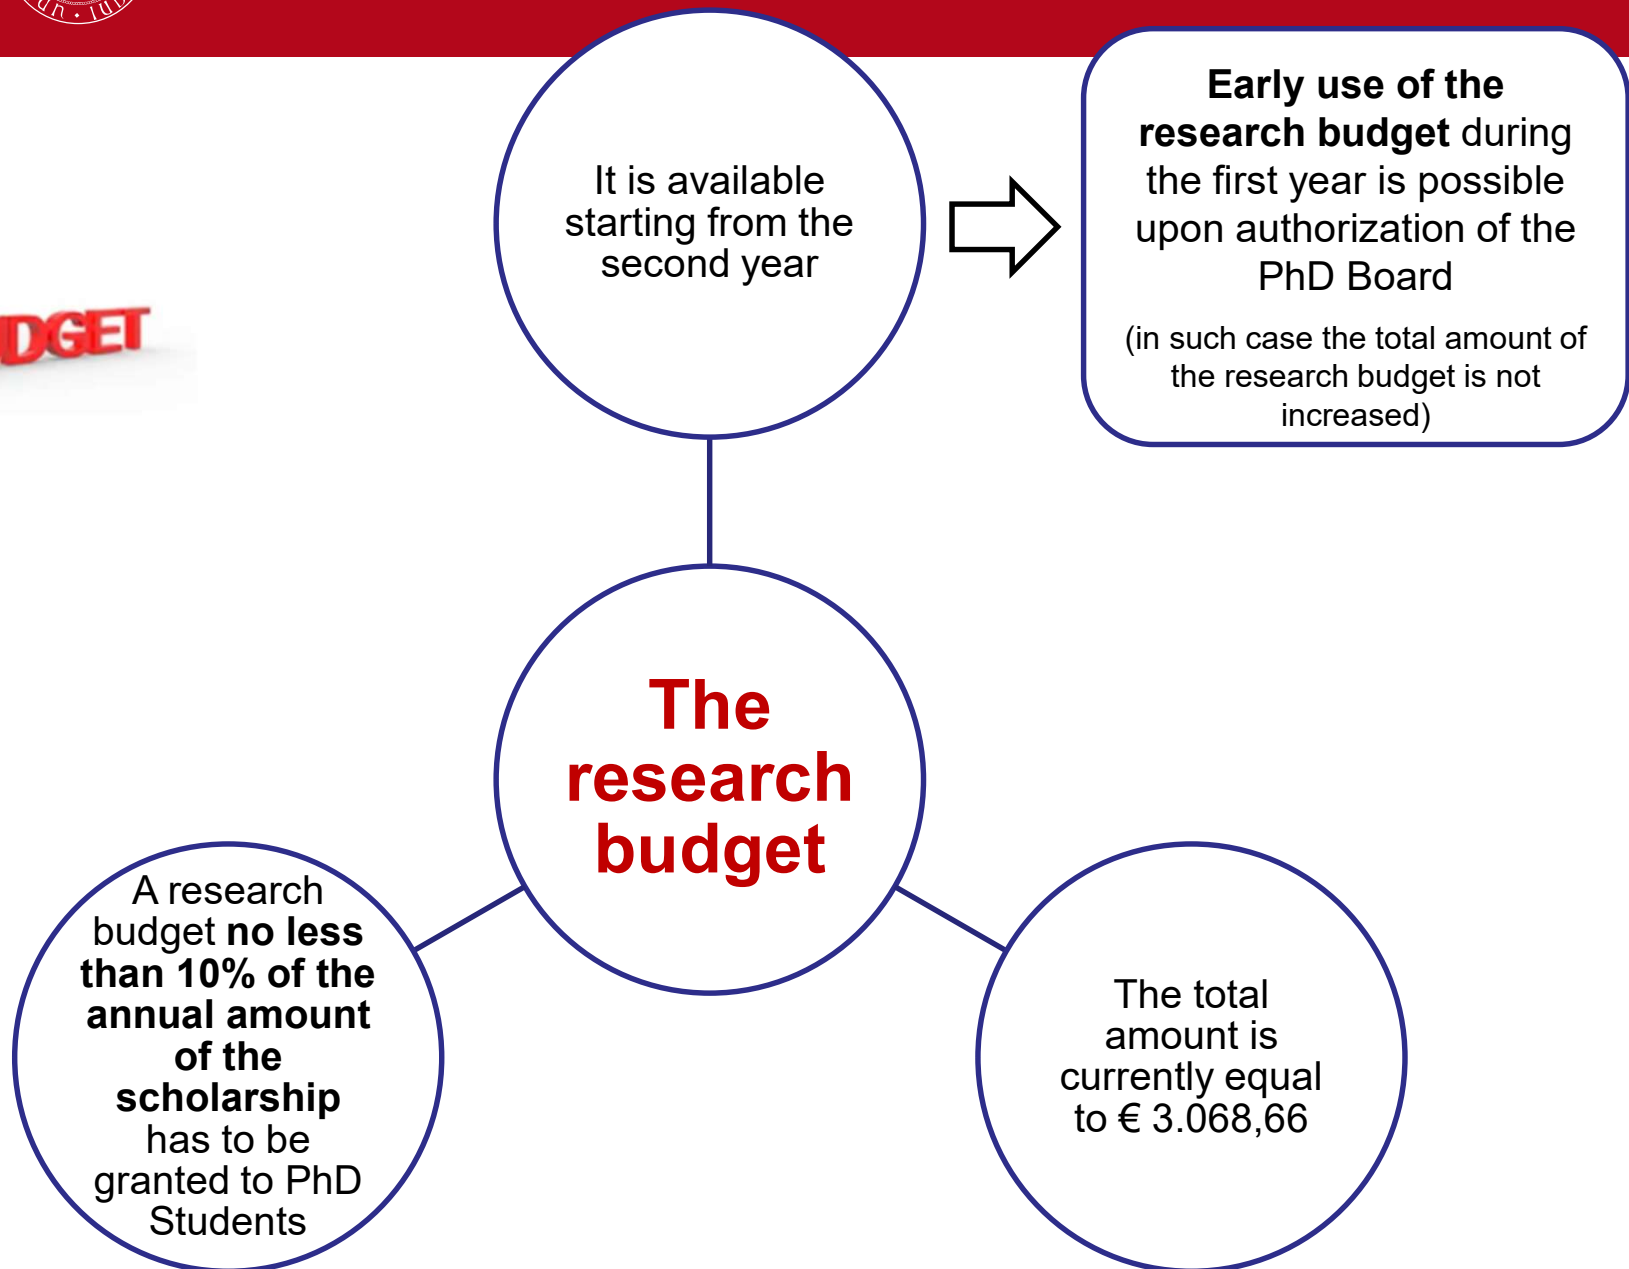 It is available
starting from the
second year
Early use of the
research budget during
the first year is possible
upon authorization of the
PhD Board
(in such case the total amount of
the research budget is not
increased)
DGET
The
research
budget
A research
budget no less
than 10% of the
annual amount
of the
scholarship
has to be
granted to PhD
Students
The total
amount is
currently equal
to € 3.068,66